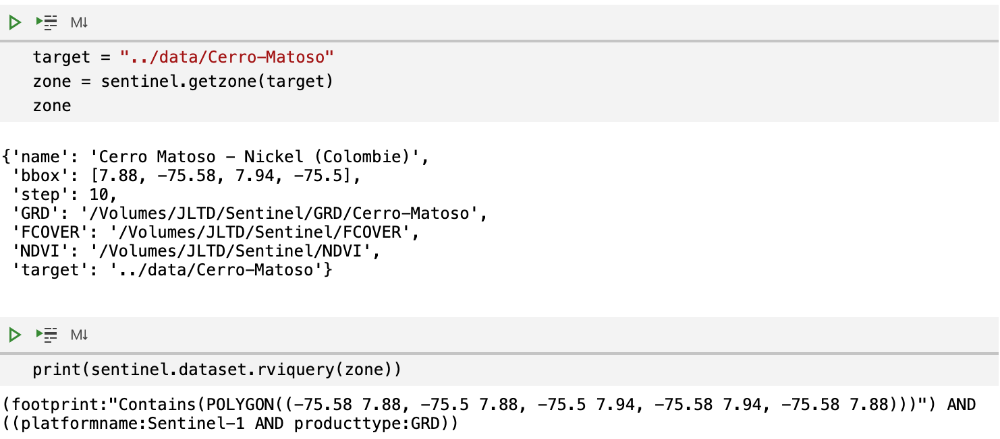 M↓
target = "../data/Cerro-Matoso"
zone = sentinel.getzone(target)
zone
{'name': 'Cerro Matoso - Nickel (Colombie)',
 'bbox': [7.88, -75.58, 7.94, -75.5],
 'step': 10,
 'GRD': '/Volumes/JLTD/Sentinel/GRD/Cerro-Matoso',
 'FCOVER': '/Volumes/JLTD/Sentinel/FCOVER',
 'NDVI': '/Volumes/JLTD/Sentinel/NDVI',
 'target': '../data/Cerro-Matoso'}
M↓
print(sentinel.dataset.rviquery(zone))
(footprint:"Contains(POLYGON((-75.58 7.88, -75.5 7.88, -75.5 7.94, -75.58 7.94, -75.58 7.88)))") AND
((platformname:Sentinel-1 AND producttype:GRD))